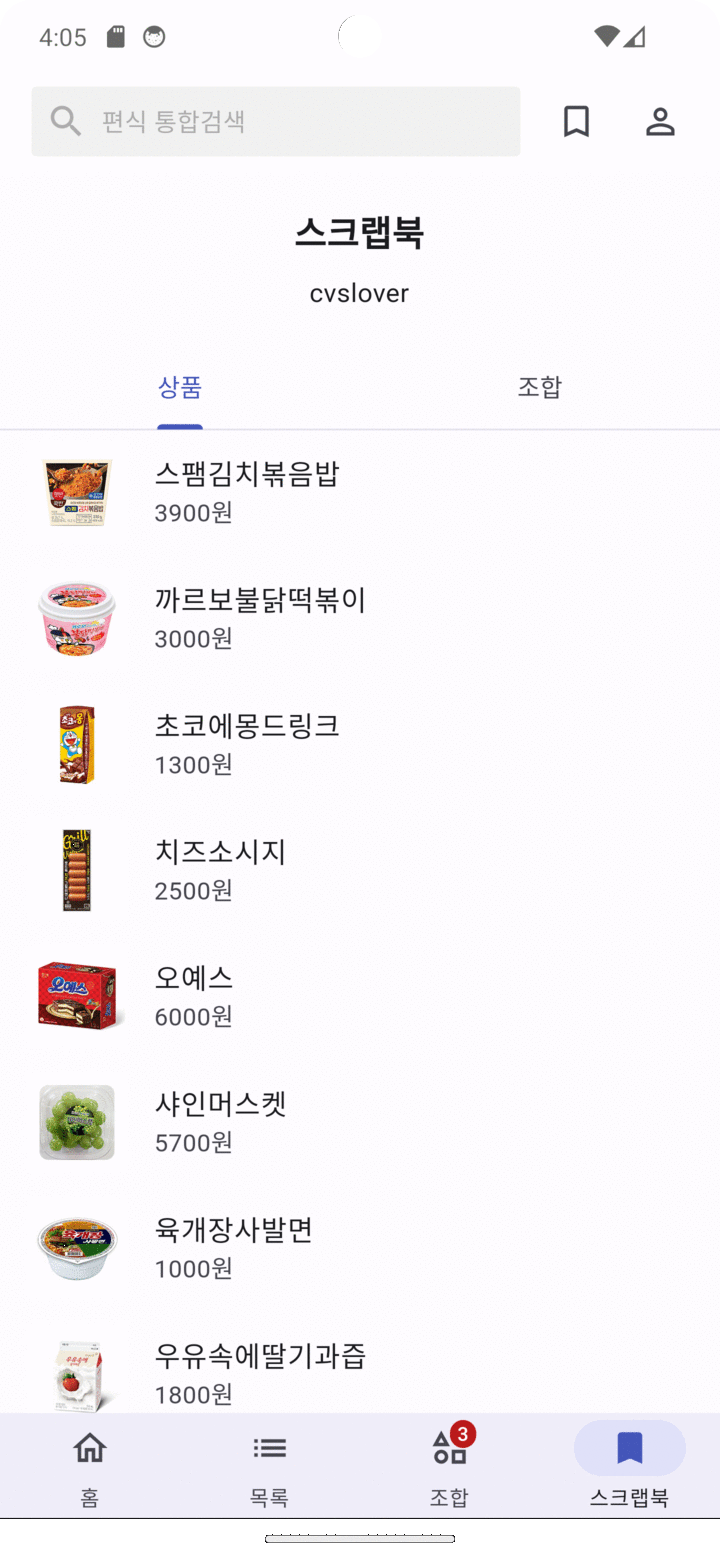 4:05
편식 통합검색
스크랩북
cvslover
상품
조합
스팸김치볶음밥
3900원
까르보불닭떡볶이
3000원
초코에몽드링크
1300원
치즈소시지
2500원
오예스
6000원
샤인머스켓
5700원
육개장사발면
1000원
우유속에딸기과즙
1800원
3
홈
목록
조합
스크랩북